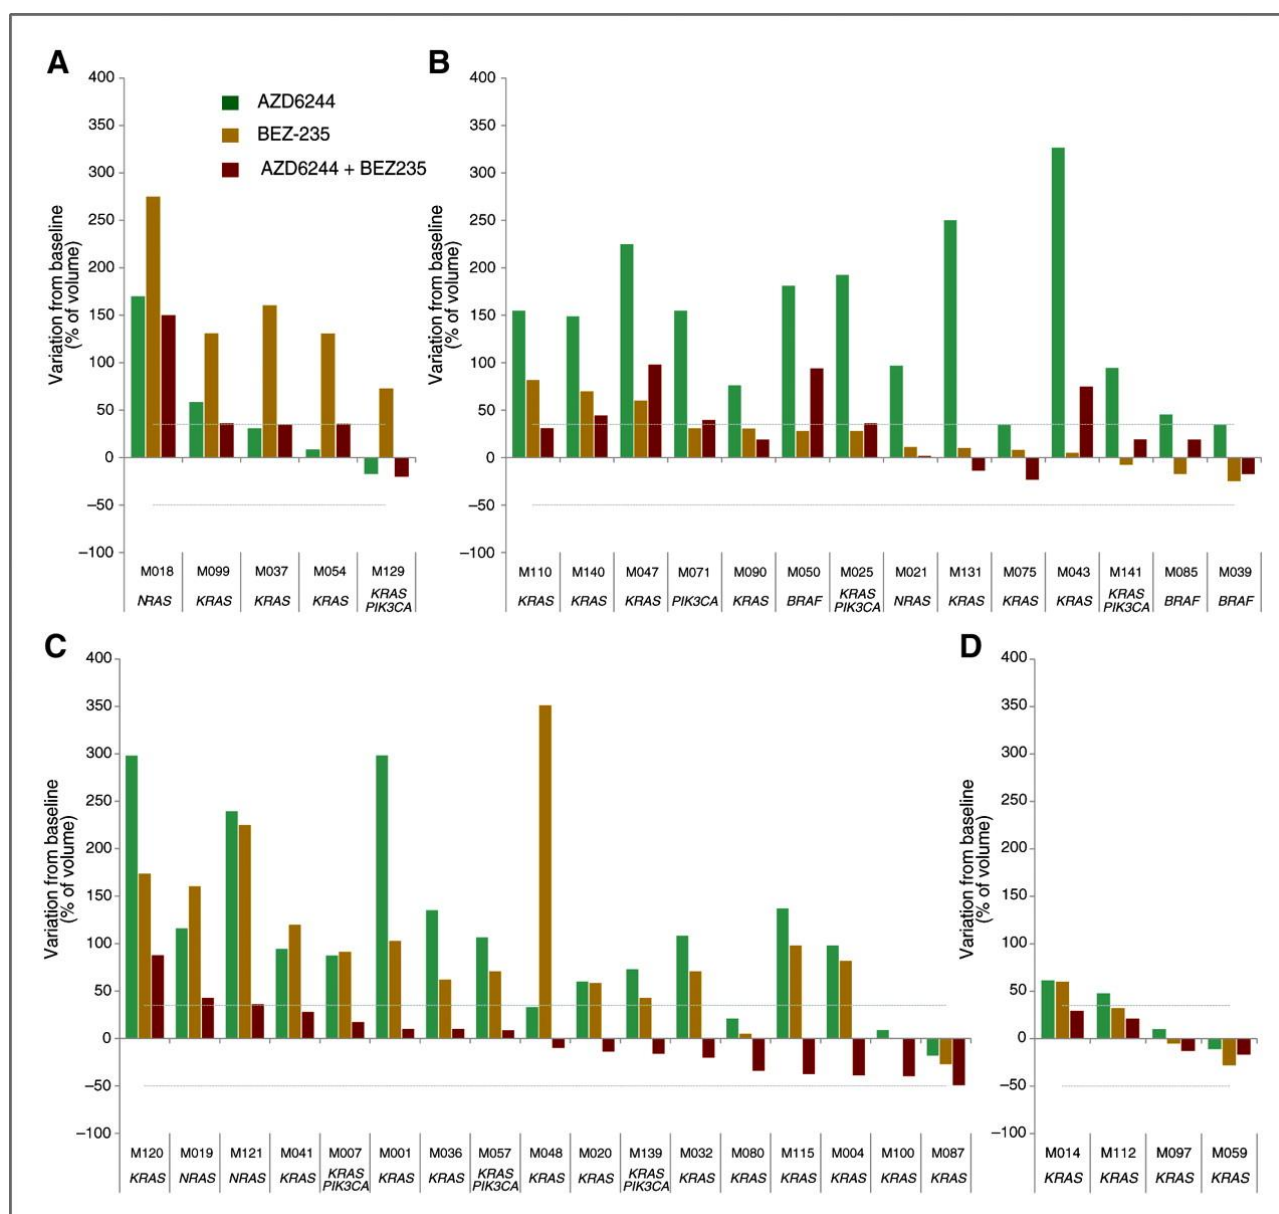 A
400
350
300
250
200
150
100
50
0
−50
−100
Variation from baseline
(% of volume)
AZD6244
BEZ-235
AZD6244 + BEZ235
M018 M099 M037 M054 M129
NRAS KRAS KRAS KRAS KRAS PIK3CA
B
400
350
300
250
200
150
100
50
0
−50
−100
Variation from baseline
(% of volume)
M110 M140 M047 M071 M090 M050 M025 M021 M131 M075 M043 M141 M085 M039
KRAS KRAS KRAS PIK3CA KRAS BRAF KRAS PIK3CA NRAS KRAS KRAS KRAS KRAS PIK3CA BRAF BRAF
C
400
350
300
250
200
150
100
50
0
−50
−100
Variation from baseline
(% of volume)
M120 M019 M121 M041 M007 M001 M036 M057 M048 M020 M139 M032 M080 M115 M004 M100 M087
KRAS NRAS NRAS KRAS KRAS PIK3CA KRAS KRAS KRAS PIK3CA KRAS KRAS KRAS PIK3CA KRAS KRAS KRAS KRAS KRAS KRAS
D
400
350
300
250
200
150
100
50
0
−50
−100
Variation from baseline
(% of volume)
M014 M112 M097 M059
KRAS KRAS KRAS KRAS